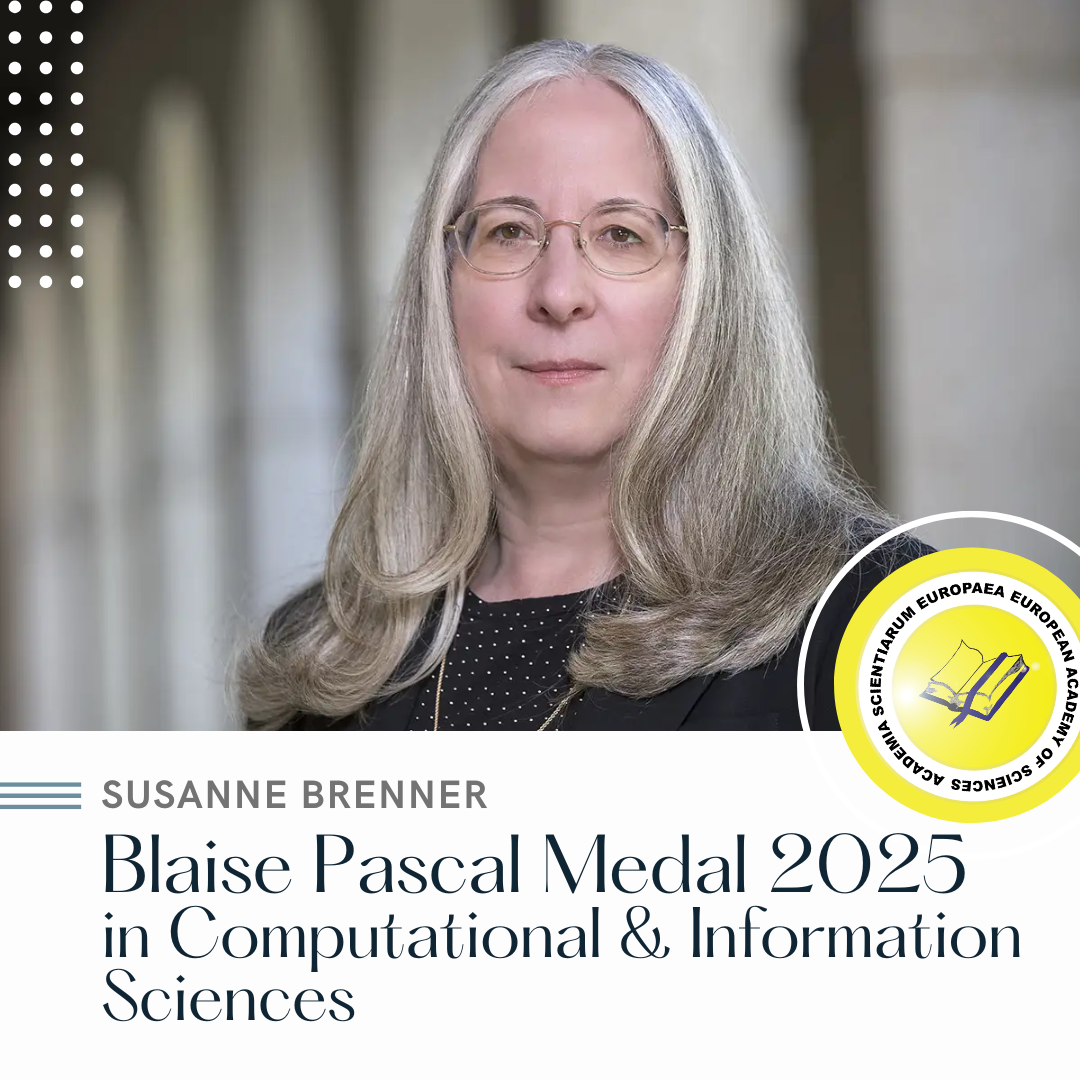 ACADEMIA SCIENTIARUM EUROPAEA EUROPEAN ACADEMY OF SCIENCES
SUSANNE BRENNER
Blaise Pascal Medal 2025
in Computational & Information
Sciences